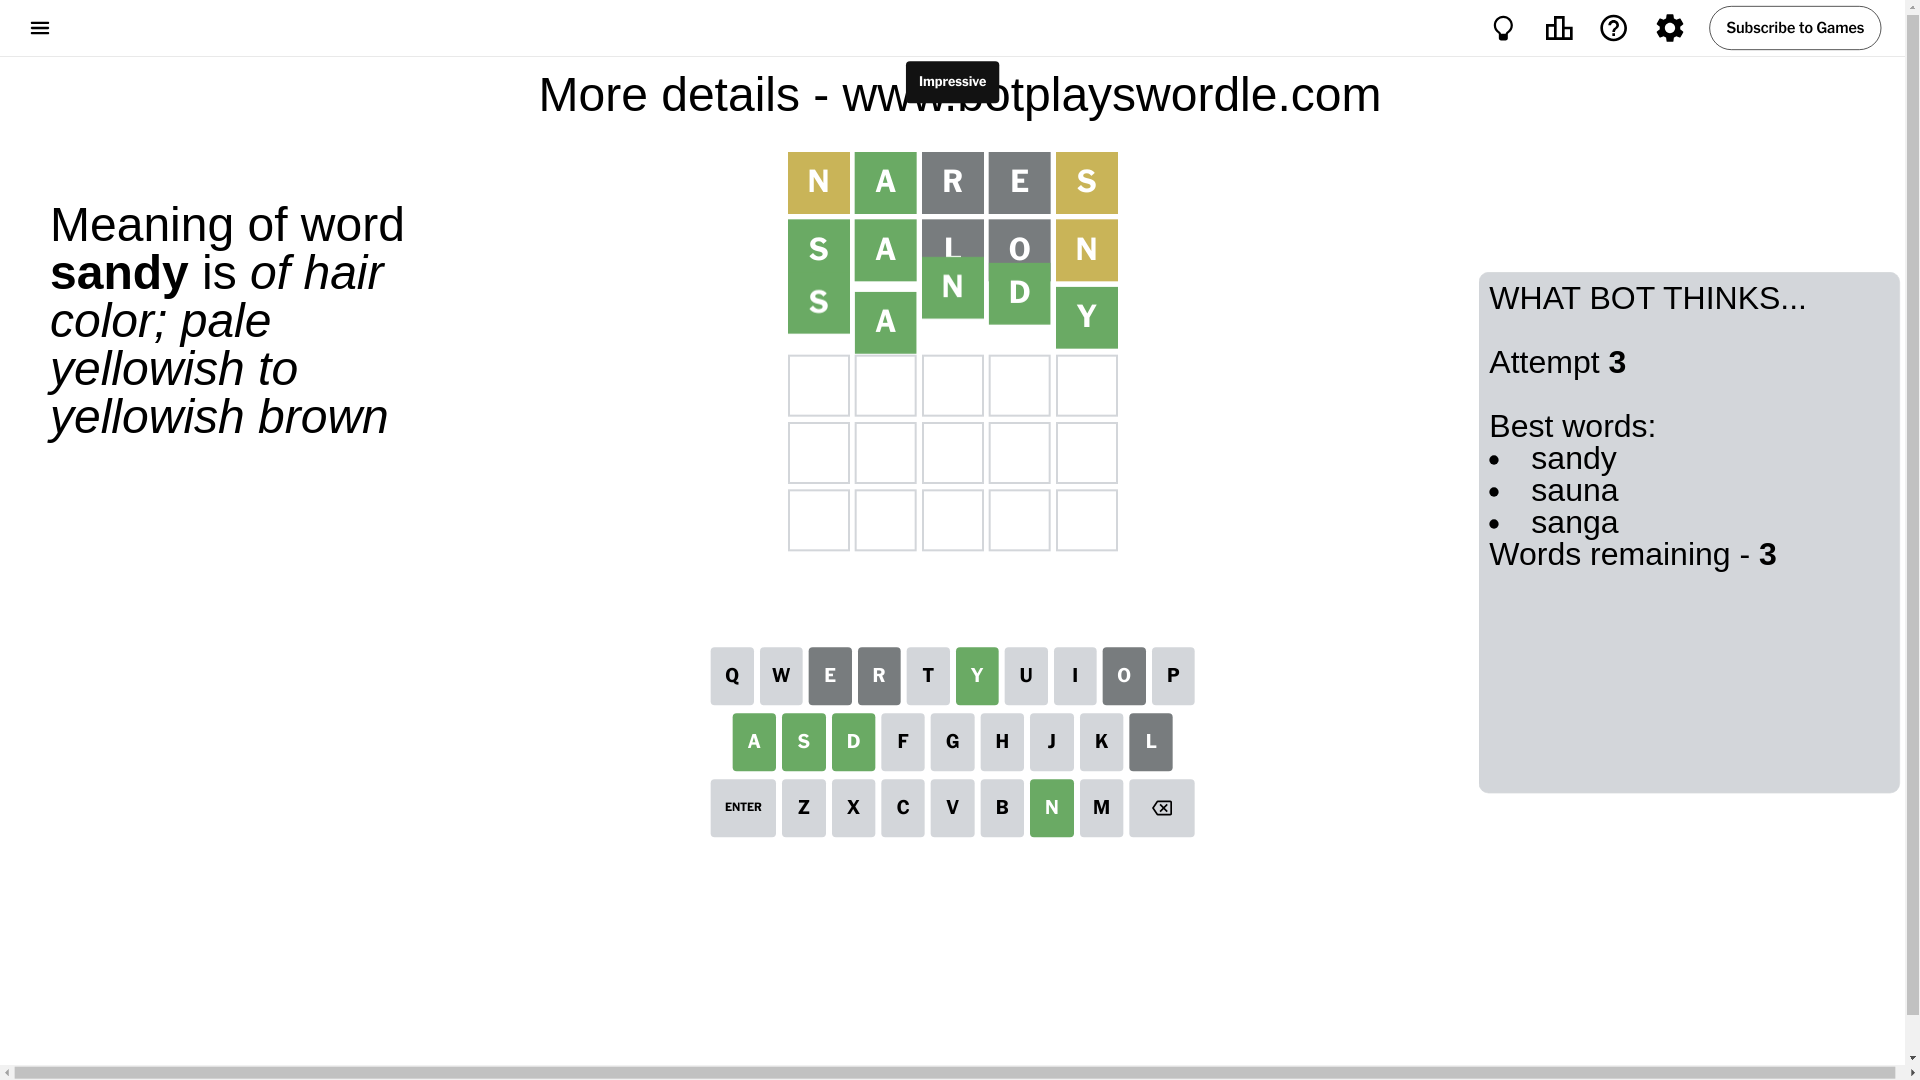 Subscribe to Games
Impressive
More details - www.botplayswordle.com
Meaning of word
sandy is of hair
color; pale
yellowish to
yellowish brown
N A R E S
S A L O N
S A N D Y
WHAT BOT THINKS...
Attempt 3
Best words:
• sandy
• sauna
• sanga
Words remaining - 3
Q W E R T Y U I O P
A S D F G H J K L
ENTER Z X C V B N M